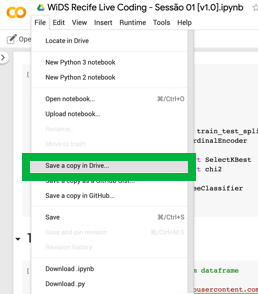 WiDS Recife Live Coding - Sessão 01 [v1.0].ipynb
File Edit View Insert Runtime Tools Help
Locate in Drive
New Python 3 notebook
New Python 2 notebook
Open notebook... ⌘/Ctrl+O
Upload notebook...
Rename...
Move to trash
Save a copy in Drive...
Save a copy as a GitHub Gist...
Save a copy in GitHub...
Save ⌘/Ctrl+S
Save and pin revision ⌘/Ctrl+M S
Revision history
Download .ipynb
Download .py
train_test_spl
rdinalEncoder
t SelectKBest
t chi2
eeClassifier
dataframe
ousercontent.com